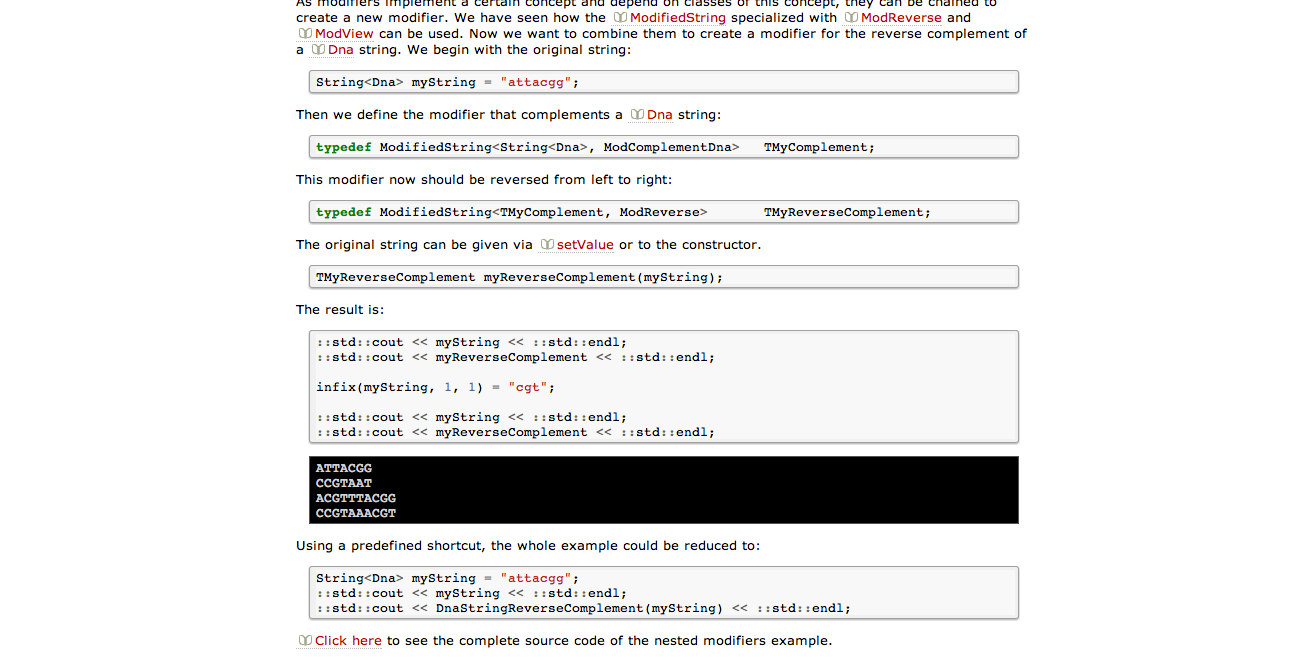 As modifiers implement a certain concept and depend on classes of this concept, they can be chained to
create a new modifier. We have seen how the ModifiedString specialized with ModReverse and
ModView can be used. Now we want to combine them to create a modifier for the reverse complement of
a Dna string. We begin with the original string:
String<Dna> myString = "attacgg";
Then we define the modifier that complements a Dna string:
typedef ModifiedString<String<Dna>, ModComplementDna>   TMyComplement;
This modifier now should be reversed from left to right:
typedef ModifiedString<TMyComplement, ModReverse>       TMyReverseComplement;
The original string can be given via setValue or to the constructor.
TMyReverseComplement myReverseComplement(myString);
The result is:
::std::cout << myString << ::std::endl;
::std::cout << myReverseComplement << ::std::endl;
infix(myString, 1, 1) = "cgt";
::std::cout << myString << ::std::endl;
::std::cout << myReverseComplement << ::std::endl;
ATTACGG
CCGTAAT
ACGTTTACGG
CCGTAAACGT
Using a predefined shortcut, the whole example could be reduced to:
String<Dna> myString = "attacgg";
::std::cout << myString << ::std::endl;
::std::cout << DnaStringReverseComplement(myString) << ::std::endl;
Click here to see the complete source code of the nested modifiers example.